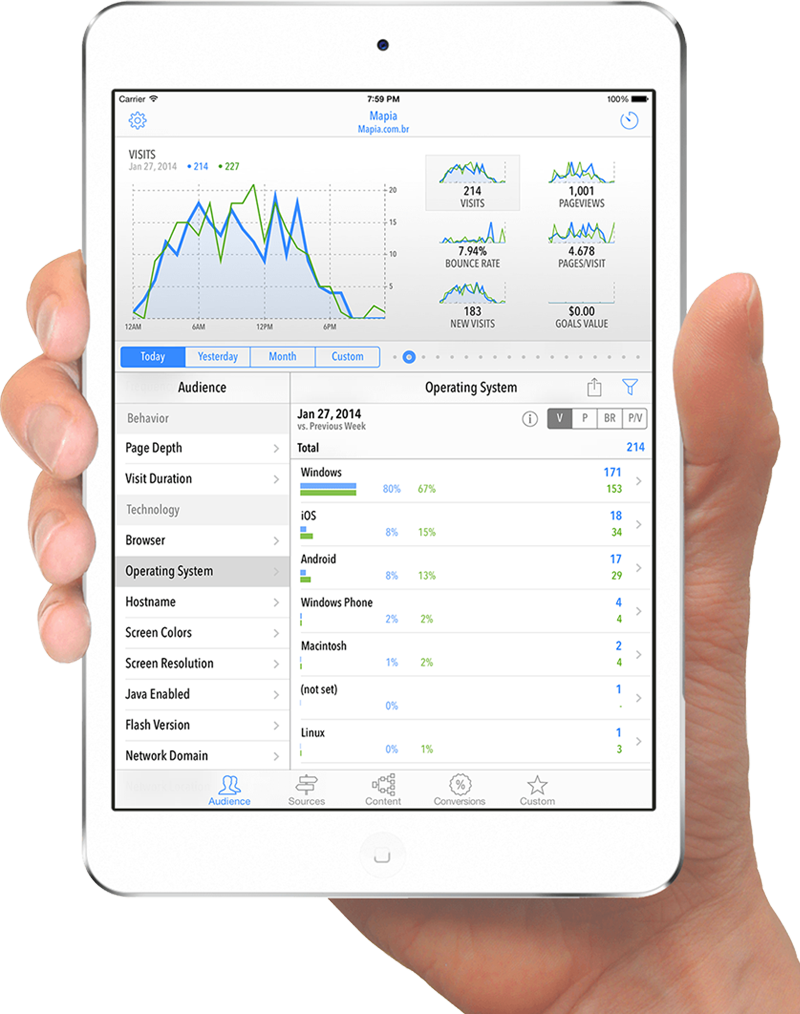 Carrier 7:59 PM 100%
Mapia
Mapia.com.br
VISITS
Jan 27, 2014 214 227
20
15
10
5
12AM 6AM 12PM 6PM
214
VISITS
1,001
PAGEVIEWS
7.94%
BOUNCE RATE
4.678
PAGES/VISIT
183
NEW VISITS
$0.00
GOALS VALUE
Today Yesterday Month Custom
Audience
Behavior
Page Depth
Visit Duration
Technology
Browser
Operating System
Hostname
Screen Colors
Screen Resolution
Java Enabled
Flash Version
Network Domain
Operating System
Jan 27, 2014
vs. Previous Week
V P BR P/V
Total 214
Windows 171
80% 67% 153
iOS 18
8% 15% 34
Android 17
8% 13% 29
Windows Phone 4
2% 2% 4
Macintosh 2
1% 2% 4
(not set) 1
0% -
Linux 1
0% 1% 3
Audience Sources Content Conversions Custom